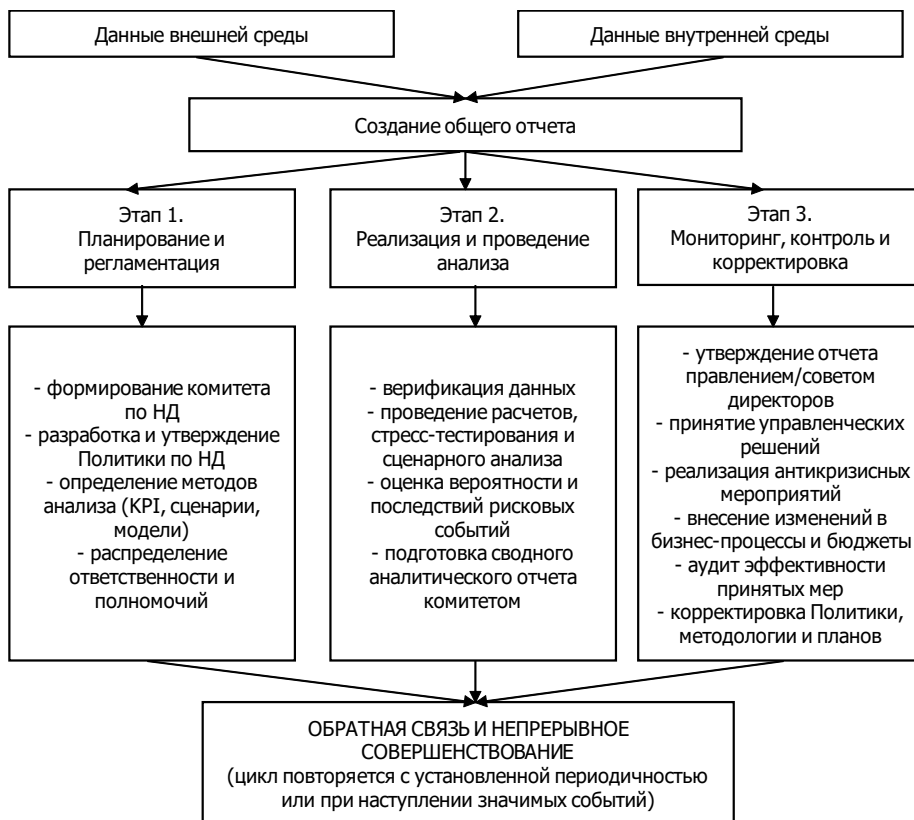 Данные внешней среды
Данные внутренней среды
Создание общего отчета
Этап 1.
Планирование и
регламентация
Этап 2.
Реализация и проведение
анализа
Этап 3.
Мониторинг, контроль и
корректировка
- формирование комитета
по НД
- разработка и утверждение
Политики по НД
- определение методов
анализа (KPI, сценарии,
модели)
- распределение
ответственности и
полномочий
- верификация данных
- проведение расчетов,
стресс-тестирования и
сценарного анализа
- оценка вероятности и
последствий рисковых
событий
- подготовка сводного
аналитического отчета
комитетом
- утверждение отчета
правлением/советом
директоров
- принятие управленческих
решений
- реализация антикризисных
мероприятий
- внесение изменений в
бизнес-процессы и бюджеты
- аудит эффективности
принятых мер
- корректировка Политики,
методологии и планов
ОБРАТНАЯ СВЯЗЬ И НЕПРЕРЫВНОЕ
СОВЕРШЕНСТВОВАНИЕ
(цикл повторяется с установленной периодичностью
или при наступлении значимых событий)